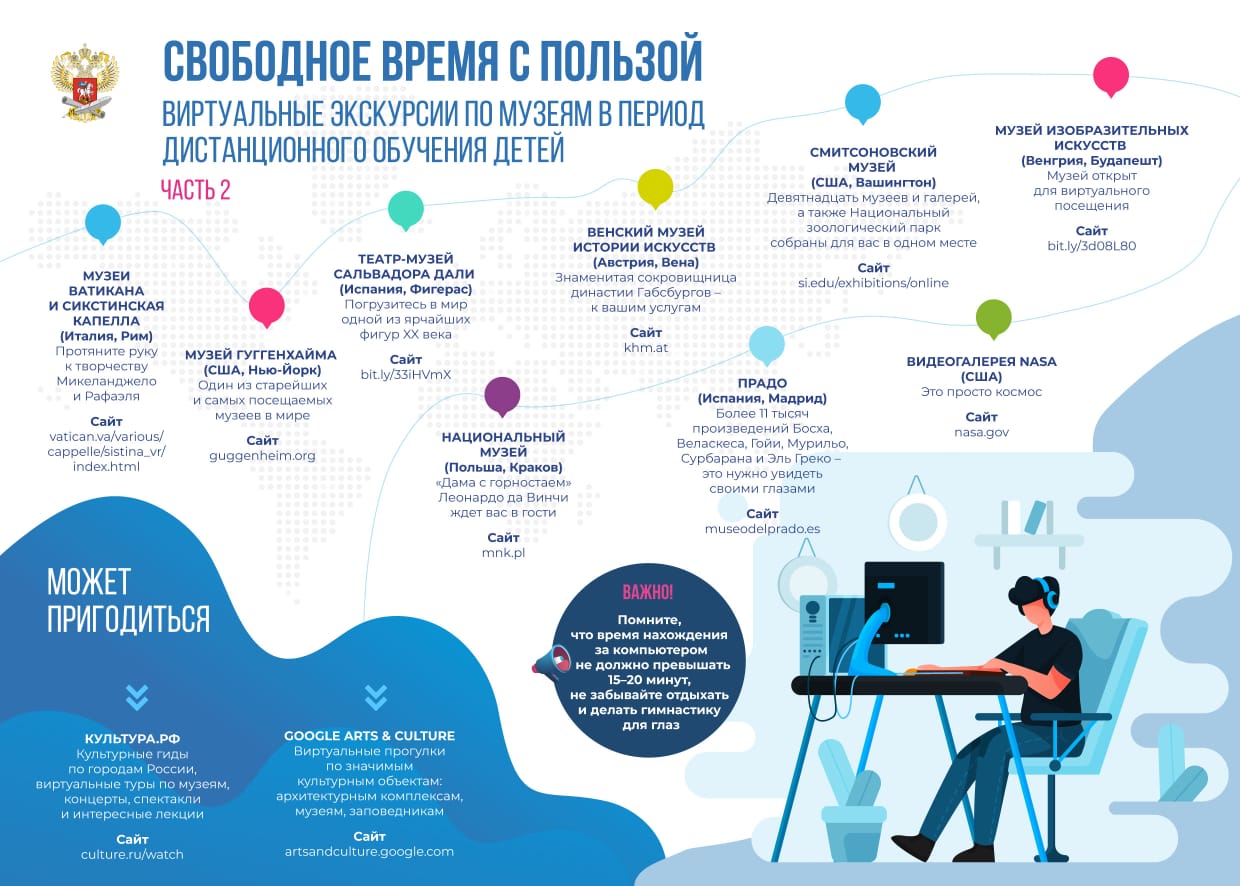 СВОБОДНОЕ ВРЕМЯ С ПОЛЬЗОЙ
ВИРТУАЛЬНЫЕ ЭКСКУРСИИ ПО МУЗЕЯМ В ПЕРИОД
ДИСТАНЦИОННОГО ОБУЧЕНИЯ ДЕТЕЙ
ЧАСТЬ 2
МУЗЕИ
ВАТИКАНА
И СИКСТИНСКАЯ
КАПЕЛЛА
(Италия, Рим)
Протяните руку
к творчеству
Микеланджело
и Рафаэля
Сайт
vatican.va/various/
cappelle/sistina_vr/
index.html
МУЗЕЙ ГУГГЕНХАЙМА
(США, Нью-Йорк)
Один из старейших
и самых посещаемых
музеев в мире
Сайт
guggenheim.org
ТЕАТР-МУЗЕЙ
САЛЬВАДОРА ДАЛИ
(Испания, Фигерас)
Погрузитесь в мир
одной из ярчайших
фигур XX века
Сайт
bit.ly/33iHVmX
НАЦИОНАЛЬНЫЙ
МУЗЕЙ
(Польша, Краков)
«Дама с горностаем»
Леонардо да Винчи
ждет вас в гости
Сайт
mnk.pl
ВЕНСКИЙ МУЗЕЙ
ИСТОРИИ ИСКУССТВ
(Австрия, Вена)
Знаменитая сокровищница
династии Габсбургов –
к вашим услугам
Сайт
khm.at
ПРАДО
(Испания, Мадрид)
Более 11 тысяч
произведений Босха,
Веласкеса, Гойи, Мурильо,
Сурбарана и Эль Греко –
это нужно увидеть
своими глазами
Сайт
museodelprado.es
СМИТСОНОВСКИЙ
МУЗЕЙ
(США, Вашингтон)
Девятнадцать музеев и галерей,
а также Национальный
зоологический парк
собраны для вас в одном месте
Сайт
si.edu/exhibitions/online
МУЗЕЙ ИЗОБРАЗИТЕЛЬНЫХ
ИСКУССТВ
(Венгрия, Будапешт)
Музей открыт
для виртуального
посещения
Сайт
bit.ly/3d08L80
ВИДЕОГАЛЕРЕЯ NASA
(США)
Это просто космос
Сайт
nasa.gov
МОЖЕТ
ПРИГОДИТЬСЯ
КУЛЬТУРА.РФ
Культурные гиды
по городам России,
виртуальные туры по музеям,
концерты, спектакли
и интересные лекции
Сайт
culture.ru/watch
GOOGLE ARTS & CULTURE
Виртуальные прогулки
по значимым
культурным объектам:
архитектурным комплексам,
музеям, заповедникам
Сайт
artsandculture.google.com
ВАЖНО!
Помните,
что время нахождения
за компьютером
не должно превышать
15–20 минут,
не забывайте отдыхать
и делать гимнастику
для глаз